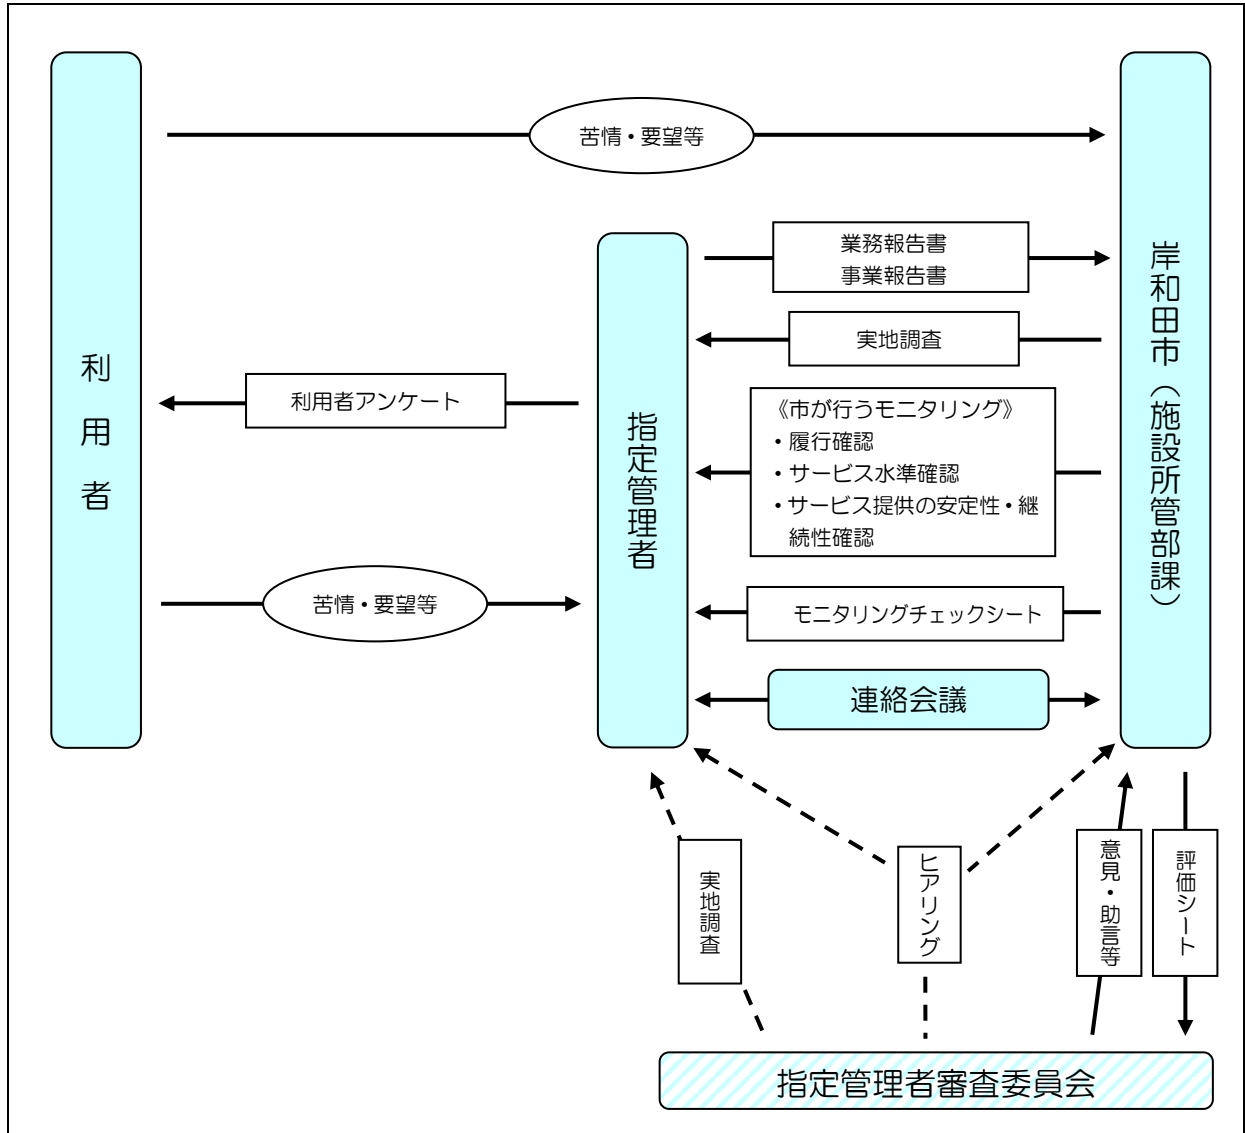 苦情・要望等
利用者
指定管理者
岸和田市（施設所管部課）
業務報告書
事業報告書
実地調査
利用者アンケート
《市が行うモニタリング》
・履行確認
・サービス水準確認
・サービス提供の安定性・継
続性確認
苦情・要望等
モニタリングチェックシート
連絡会議
実地調査
ヒアリング
意見・助言等
評価シート
指定管理者審査委員会